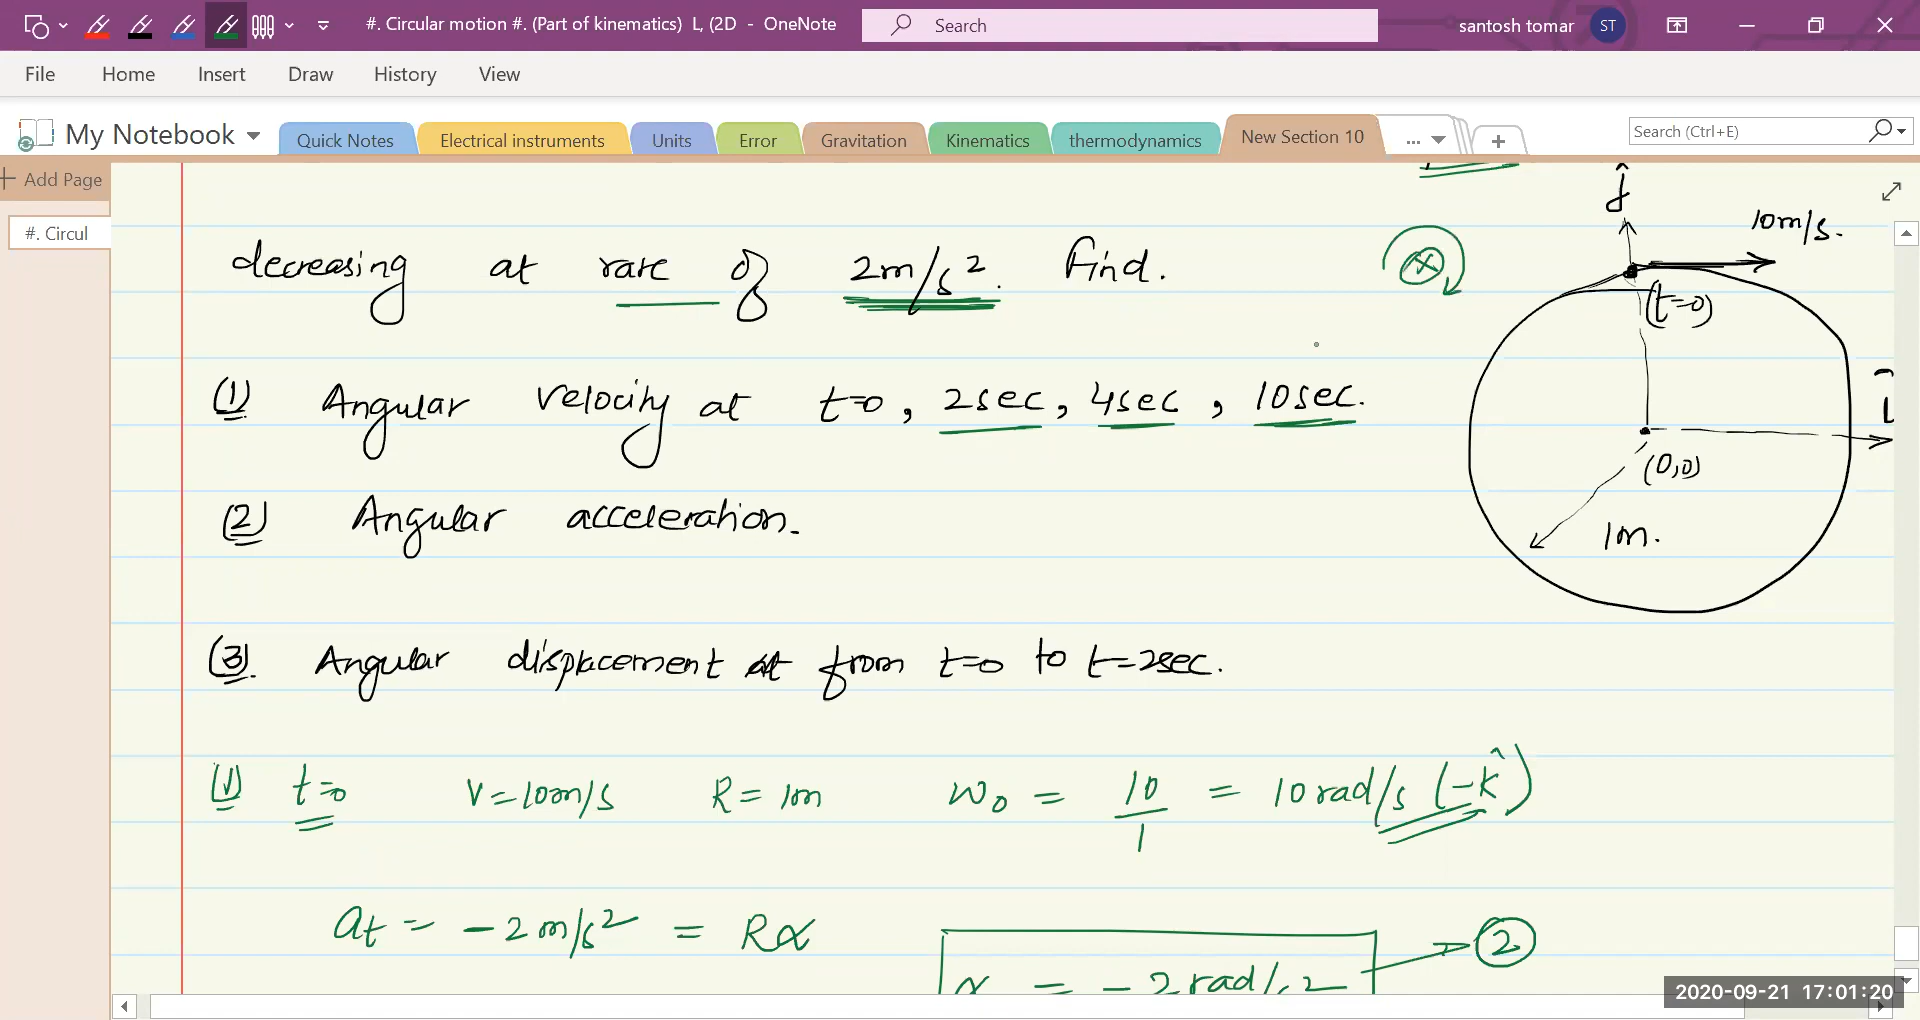 #. Circular motion #. (Part of kinematics) L, (2D - OneNote
Search
santosh tomar
ST
File Home Insert Draw History View
My Notebook
Quick Notes
Electrical instruments
Units
Error
Gravitation
Kinematics
thermodynamics
New Section 10
...
+
Search (Ctrl+E)
+ Add Page
#. Circul
ĵ
10m/s.
decreasing at rate of 2m/s². find.
(t=0)
(1) Angular velocity at t=0, 2sec, 4sec, 10sec.
(0,0)
1m.
(2) Angular acceleration.
(3). Angular displacement at from t=0 to t=2sec.
(1) t=0 V=10m/s R=1m ω₀ = 10/1 = 10 rad/s (-k̂)
at = -2m/s² = Rα
α = -2 rad/s² → 2
2020-09-21 17:01:20